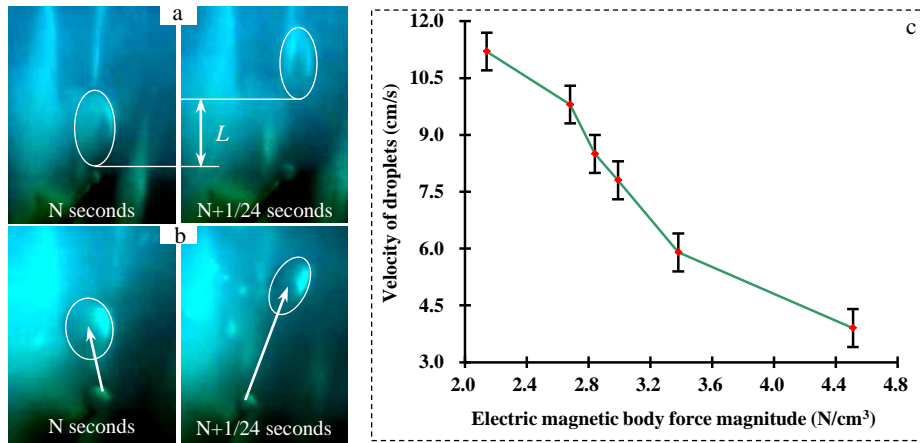 a
L
N seconds
N+1/24 seconds
b
N seconds
N+1/24 seconds
c
12.0
10.5
9.0
7.5
6.0
4.5
3.0
Velocity of droplets (cm/s)
2.0 2.4 2.8 3.2 3.6 4.0 4.4 4.8
Electric magnetic body force magnitude (N/cm³)